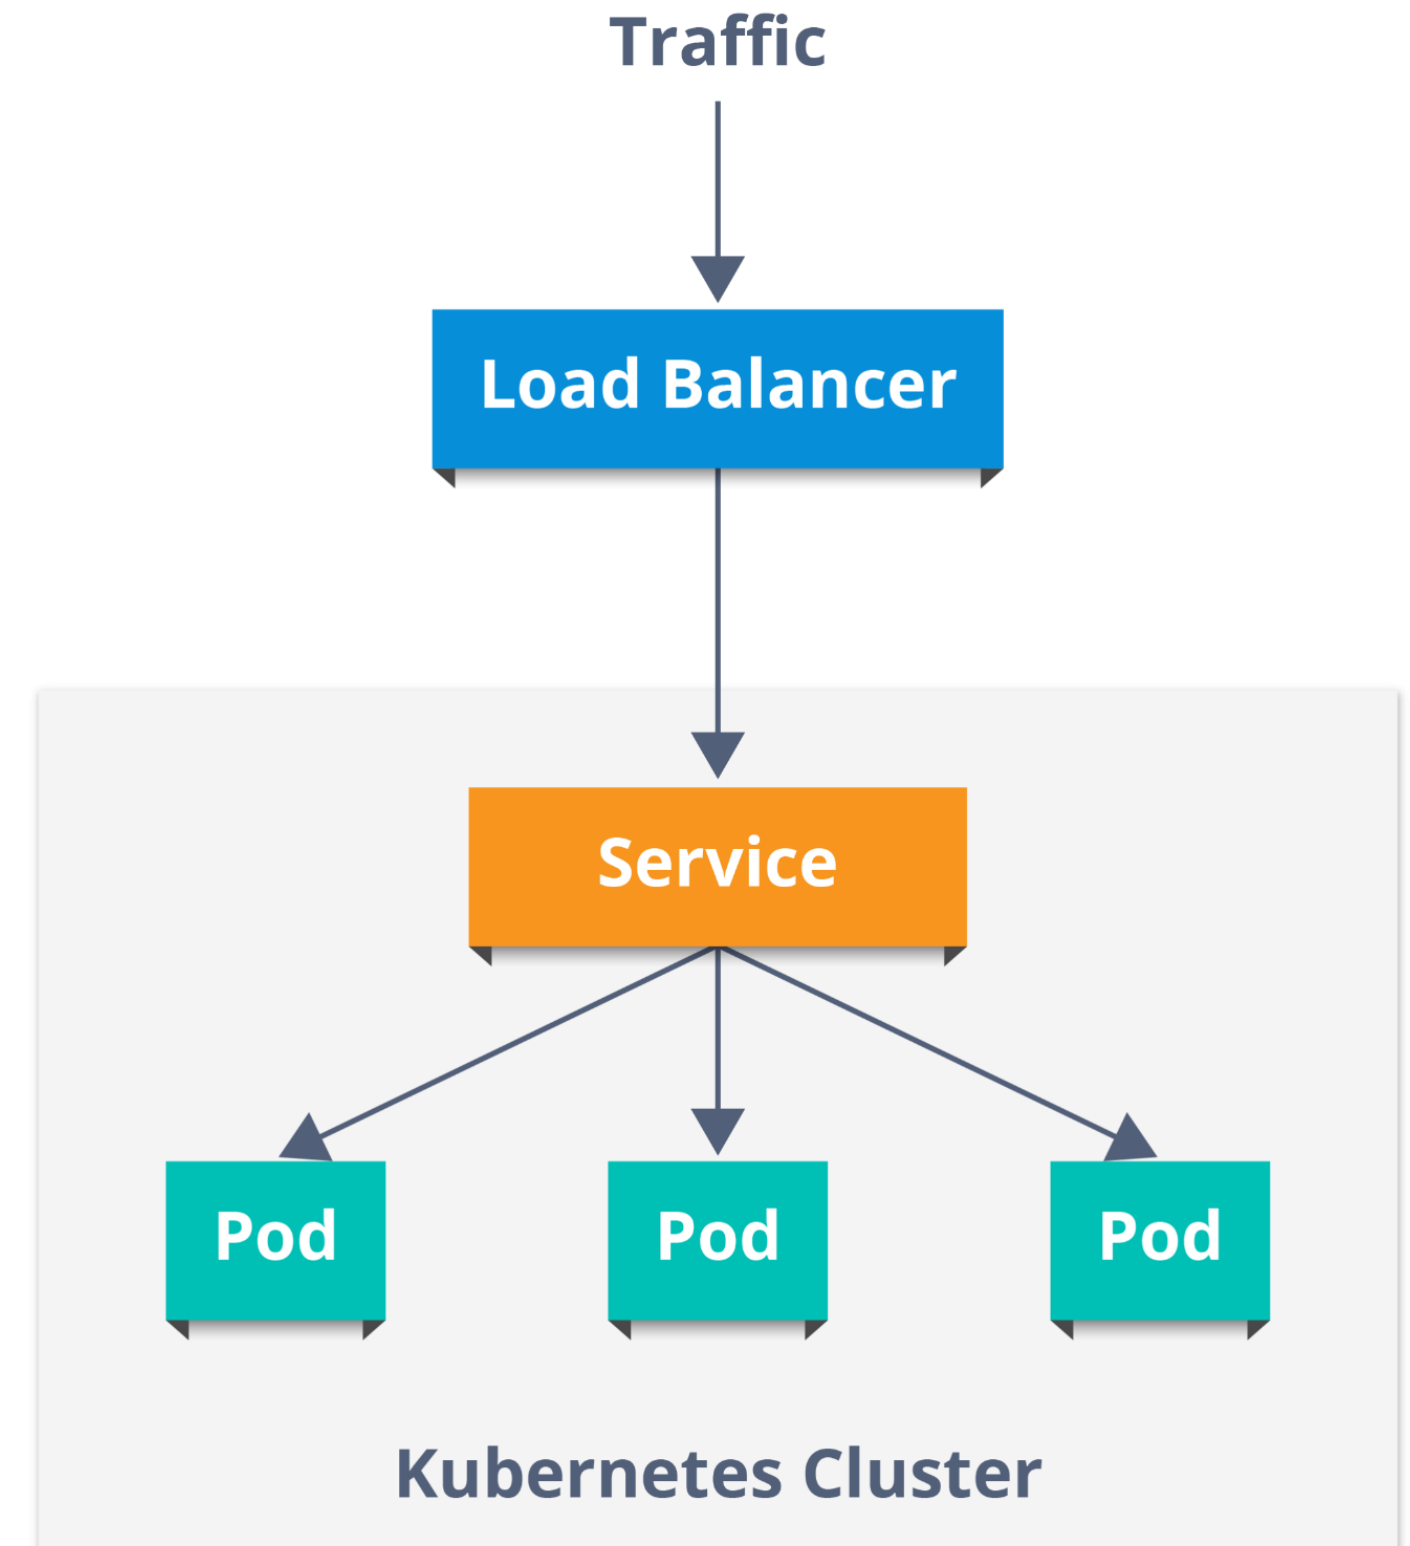 Traffic
Load Balancer
Service
Pod
Pod
Pod
Kubernetes Cluster